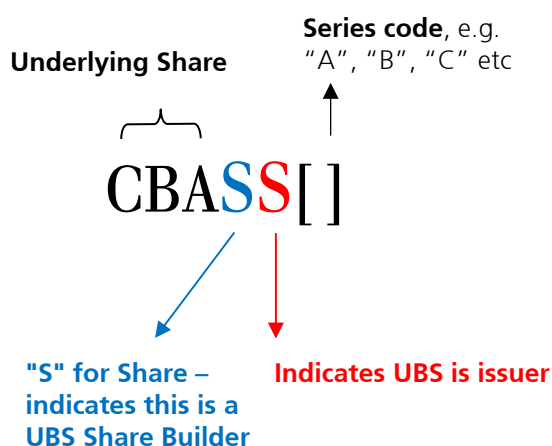 Series code, e.g.
Underlying Share
“A”, “B”, “C” etc
CBASS[ ]
"S" for Share –
indicates this is a
UBS Share Builder
Indicates UBS is issuer